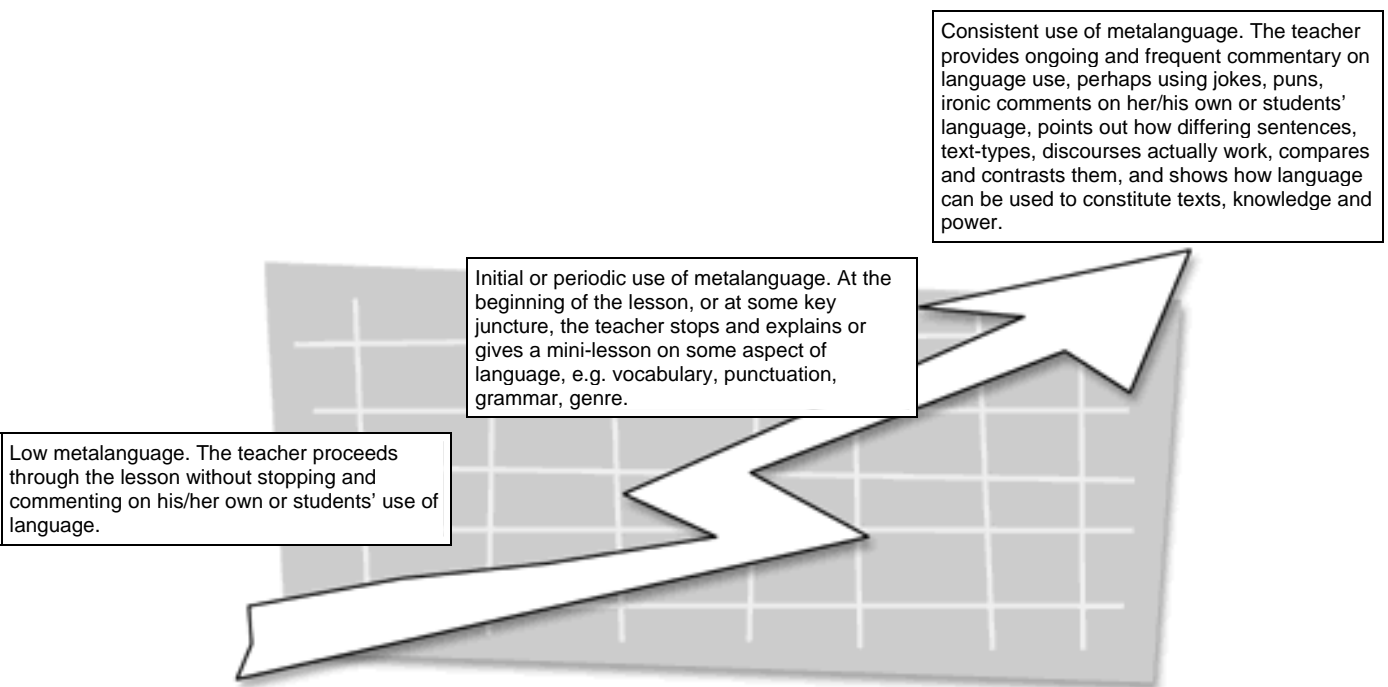 Consistent use of metalanguage. The teacher
provides ongoing and frequent commentary on
language use, perhaps using jokes, puns,
ironic comments on her/his own or students’
language, points out how differing sentences,
text-types, discourses actually work, compares
and contrasts them, and shows how language
can be used to constitute texts, knowledge and
power.
Initial or periodic use of metalanguage. At the
beginning of the lesson, or at some key
juncture, the teacher stops and explains or
gives a mini-lesson on some aspect of
language, e.g. vocabulary, punctuation,
grammar, genre.
Low metalanguage. The teacher proceeds
through the lesson without stopping and
commenting on his/her own or students’ use of
language.